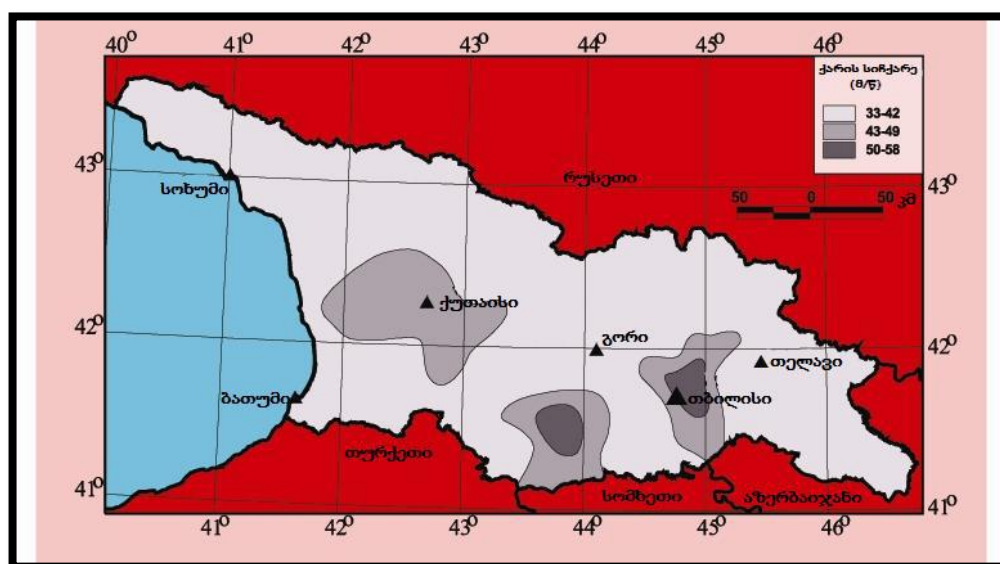 40⁰ 41⁰ 42⁰ 43⁰ 44⁰ 45⁰ 46⁰
ქარის სიჩქარე
(მ/წ)
33-42
43-49
50-58
43⁰
სოხუმი
რუსეთი
43⁰
50 0 50 კმ
ქუთაისი
42⁰
გორი
42⁰
თელავი
ბათუმი
თბილისი
თურქეთი
41⁰
სომხეთი
აზერბაიჯანი
41⁰
41⁰ 42⁰ 43⁰ 44⁰ 45⁰ 46⁰